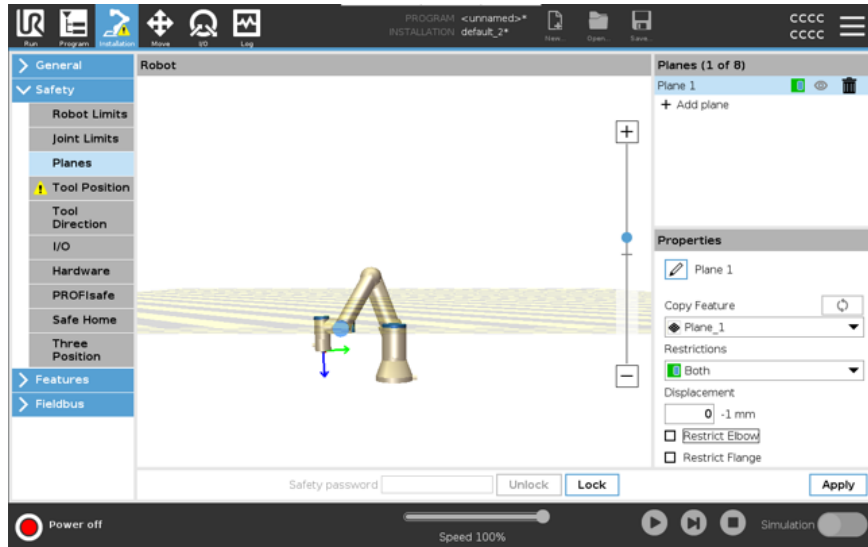 PROGRAM <unnamed>*
INSTALLATION default_2*
Run
Program
Installation
Move
I/O
Log
New...
Open...
Save...
CCCC
CCCC
General
Safety
Robot Limits
Joint Limits
Planes
Tool Position
Tool
Direction
I/O
Hardware
PROFIsafe
Safe Home
Three
Position
Features
Fieldbus
Robot
Safety password
Unlock
Lock
Planes (1 of 8)
Plane 1
+ Add plane
Properties
Plane 1
Copy Feature
Plane_1
Restrictions
Both
Displacement
0 -1 mm
Restrict Elbow
Restrict Flange
Apply
Power off
Speed 100%
Simulation